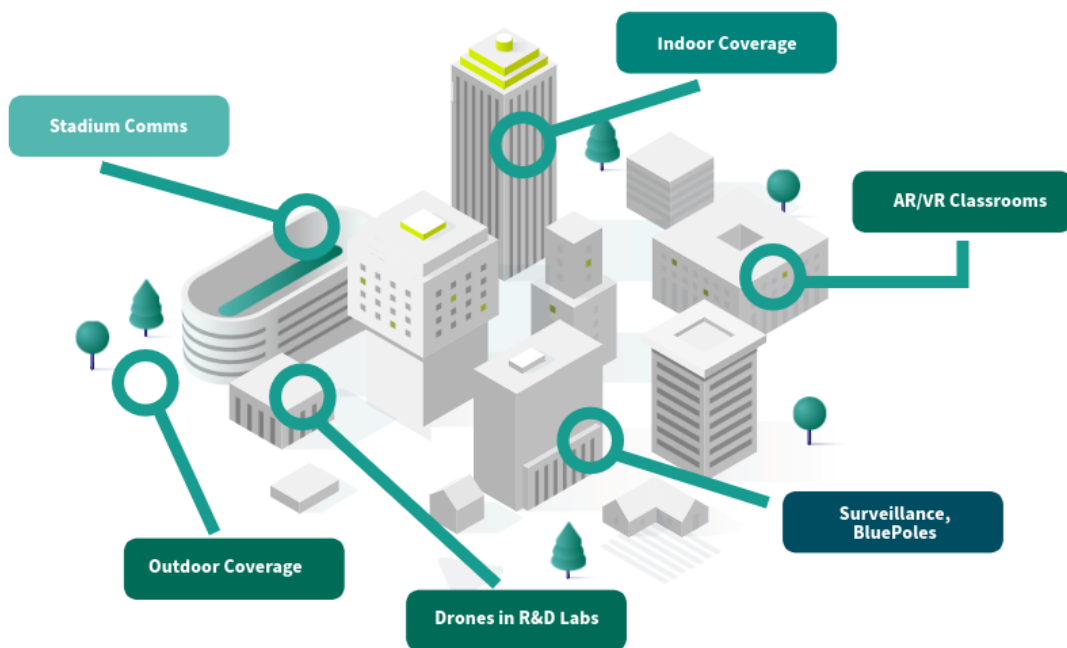 Indoor Coverage
Stadium Comms
AR/VR Classrooms
Surveillance,
BluePoles
Outdoor Coverage
Drones in R&D Labs